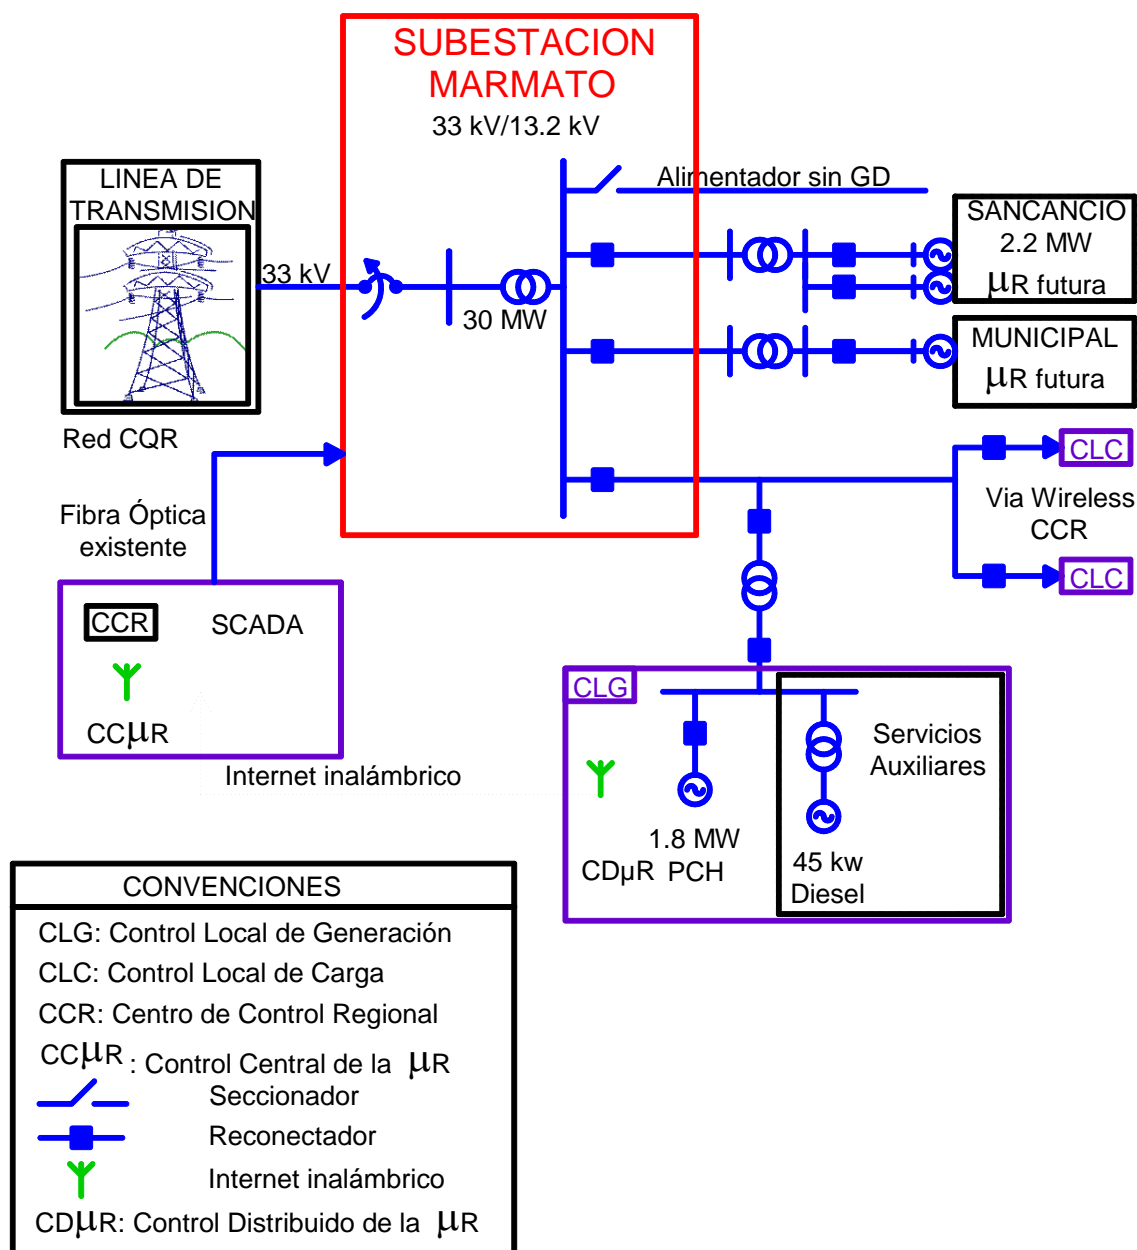 SUBESTACION
MARMATO
33 kV/13.2 kV
LINEA DE
TRANSMISION
33 kV
Red CQR
30 MW
Alimentador sin GD
SANCANCIO
2.2 MW
μR futura
MUNICIPAL
μR futura
CLC
Via Wireless
CCR
CLC
Fibra Óptica
existente
CCR
SCADA
CCμR
Internet inalámbrico
CLG
CDμR
1.8 MW
PCH
Servicios
Auxiliares
45 kw
Diesel
CONVENCIONES
CLG: Control Local de Generación
CLC: Control Local de Carga
CCR: Centro de Control Regional
CCμR : Control Central de la μR
Seccionador
Reconectador
Internet inalámbrico
CDμR: Control Distribuido de la μR